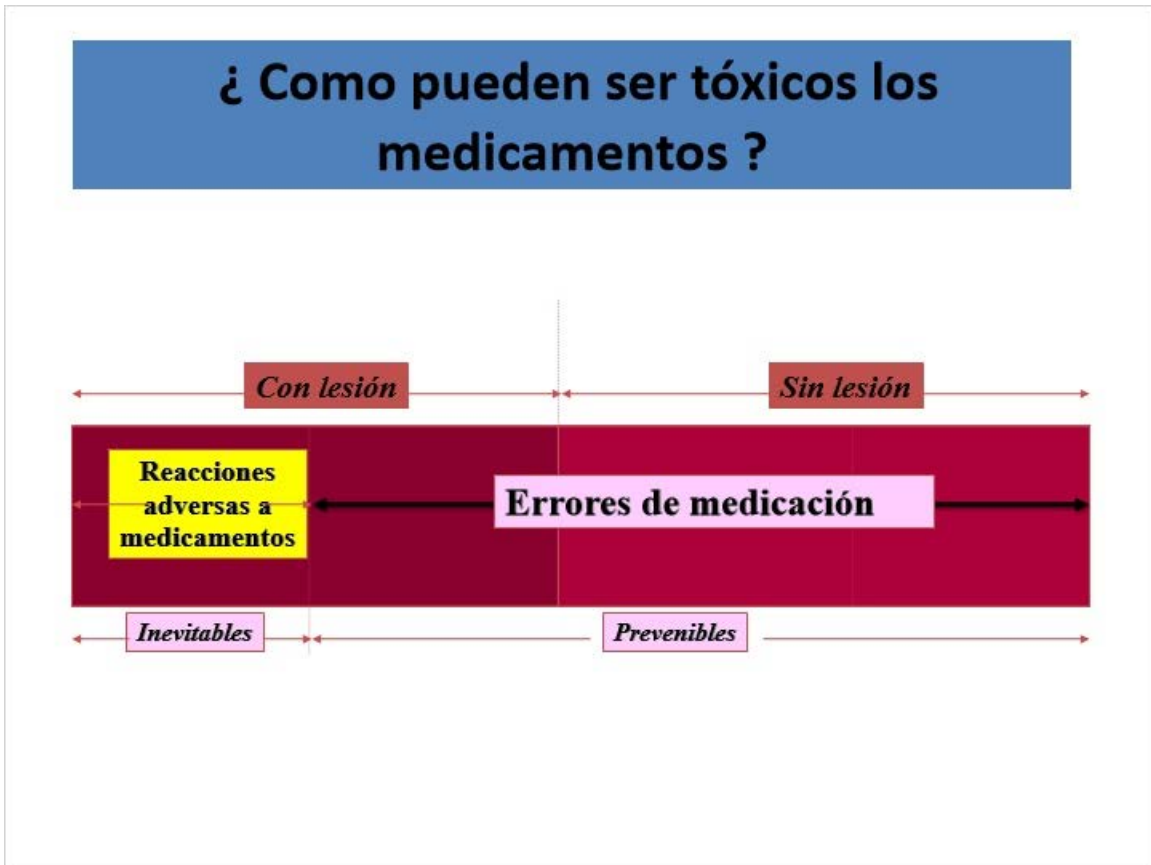 ¿ Como pueden ser tóxicos los
medicamentos ?
Con lesión
Sin lesión
Reacciones
adversas a
medicamentos
Errores de medicación
Inevitables
Prevenibles